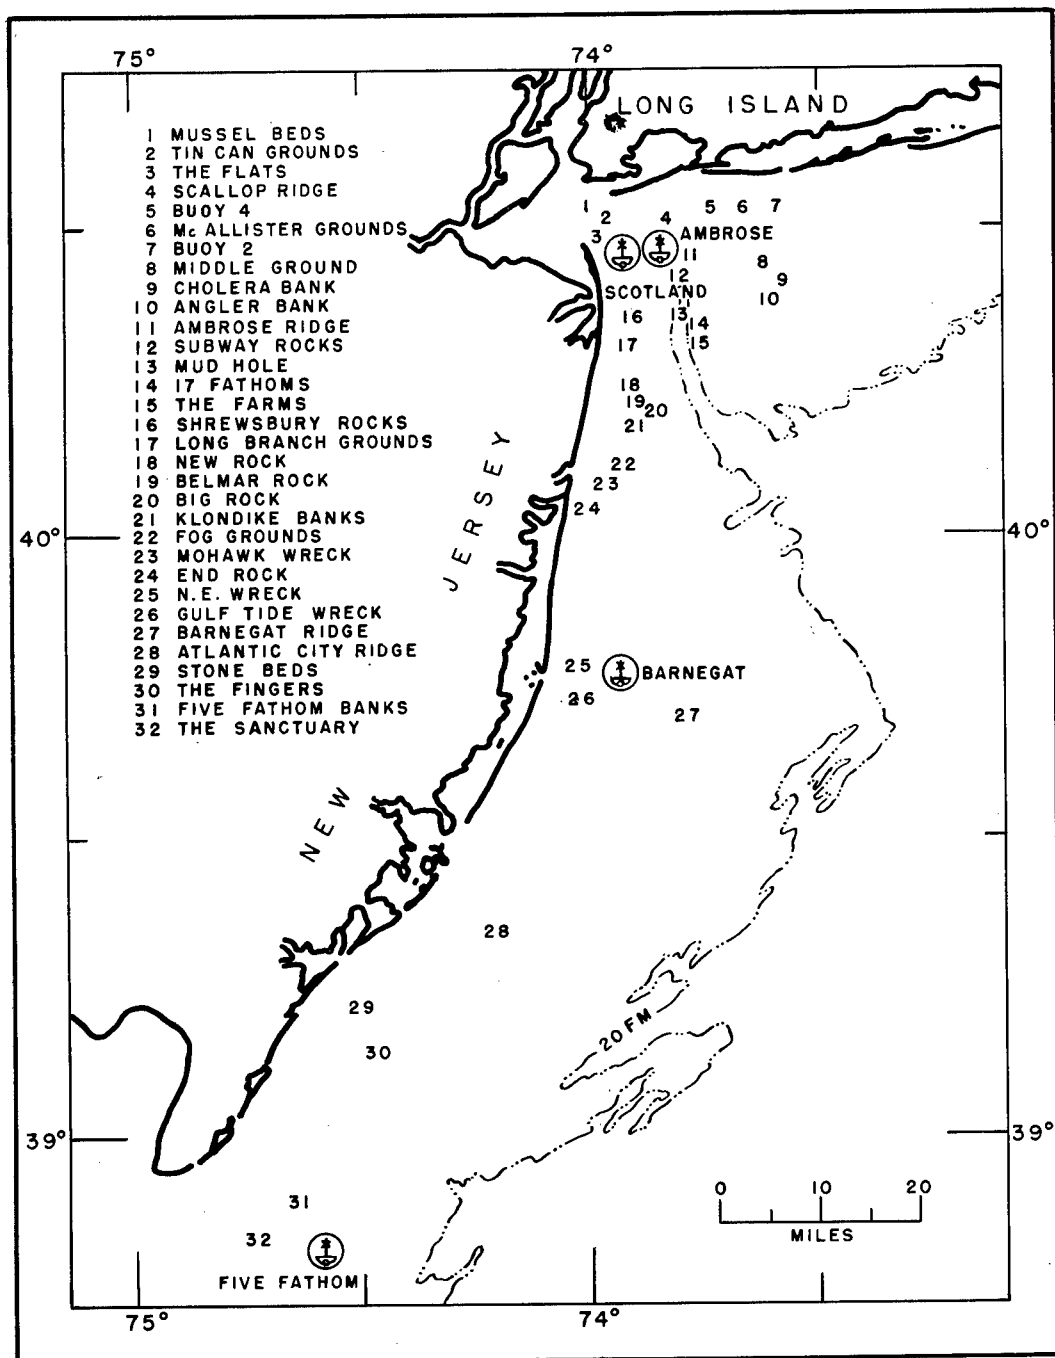 75° 74°
LONG ISLAND
1 MUSSEL BEDS
2 TIN CAN GROUNDS
3 THE FLATS
4 SCALLOP RIDGE
5 BUOY 4
6 Mc ALLISTER GROUNDS
7 BUOY 2
8 MIDDLE GROUND
9 CHOLERA BANK
10 ANGLER BANK
11 AMBROSE RIDGE
12 SUBWAY ROCKS
13 MUD HOLE
14 17 FATHOMS
15 THE FARMS
16 SHREWSBURY ROCKS
17 LONG BRANCH GROUNDS
18 NEW ROCK
19 BELMAR ROCK
20 BIG ROCK
21 KLONDIKE BANKS
22 FOG GROUNDS
23 MOHAWK WRECK
24 END ROCK
25 N.E. WRECK
26 GULF TIDE WRECK
27 BARNEGAT RIDGE
28 ATLANTIC CITY RIDGE
29 STONE BEDS
30 THE FINGERS
31 FIVE FATHOM BANKS
32 THE SANCTUARY
1 2 3 4 5 6 7
AMBROSE
11 8
12 9
SCOTLAND 10
16 13 14
17 15
18
19 20
21
22
23
24
40° 40°
NEW JERSEY
25 BARNEGAT
26 27
28
29
20 FM
30
39° 39°
0 10 20
MILES
31
32
FIVE FATHOM
75° 74°